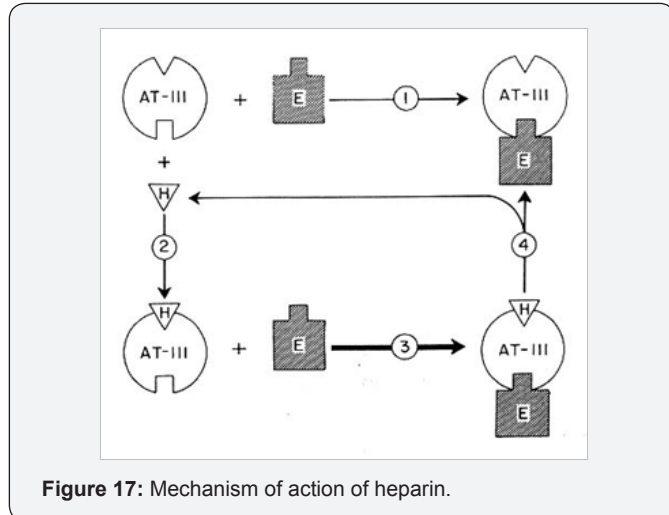 AT-III + E 1 AT-III
E
+
H
2 4
H H
AT-III + E 3 AT-III
E
Figure 17: Mechanism of action of heparin.